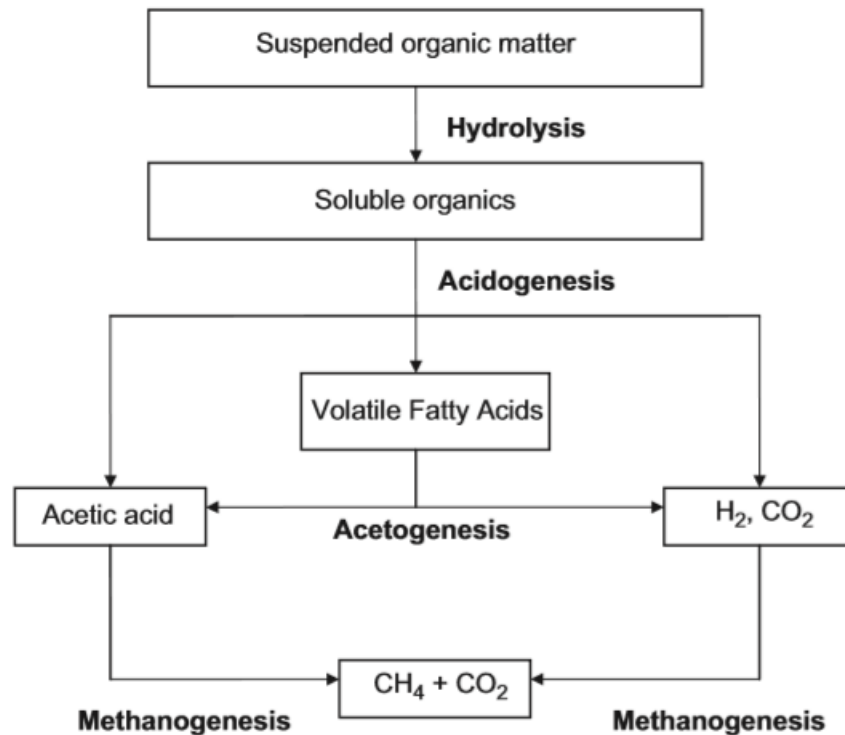 Suspended organic matter
Hydrolysis
Soluble organics
Acidogenesis
Volatile Fatty Acids
Acetic acid
H₂, CO₂
Acetogenesis
CH₄ + CO₂
Methanogenesis
Methanogenesis